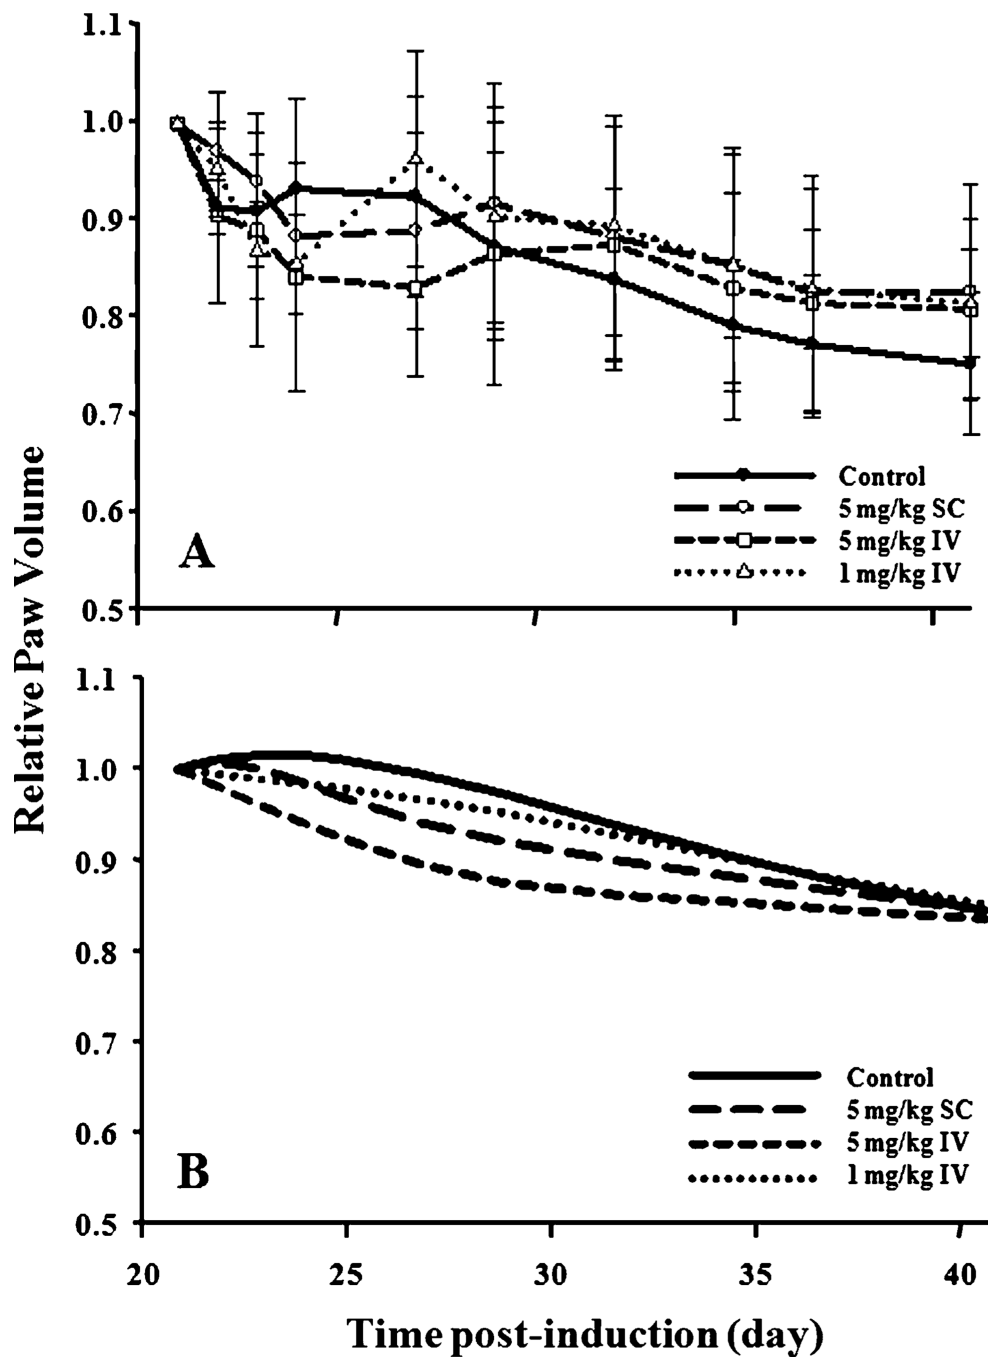 1.1
1.0
0.9
0.8
0.7
0.6
0.5
Control
5 mg/kg SC
5 mg/kg IV
1 mg/kg IV
A
Relative Paw Volume
1.1
1.0
0.9
0.8
0.7
0.6
0.5
Control
5 mg/kg SC
5 mg/kg IV
1 mg/kg IV
B
20 25 30 35 40
Time post-induction (day)